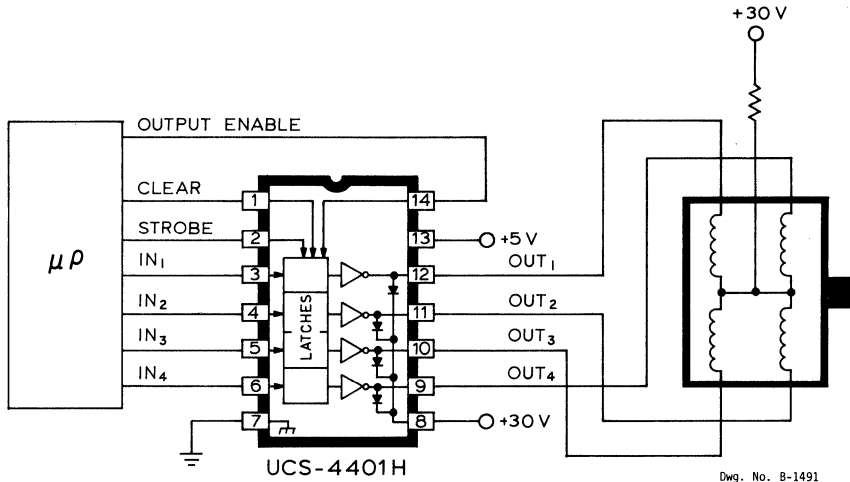 +30 V
OUTPUT ENABLE
CLEAR
1
14
STROBE
2
13
+5 V
μP
IN1
3
12
OUT1
IN2
4
LATCHES
11
OUT2
IN3
5
10
OUT3
IN4
6
9
OUT4
7
8
+30 V
UCS-4401H
Dwg. No. B-1491